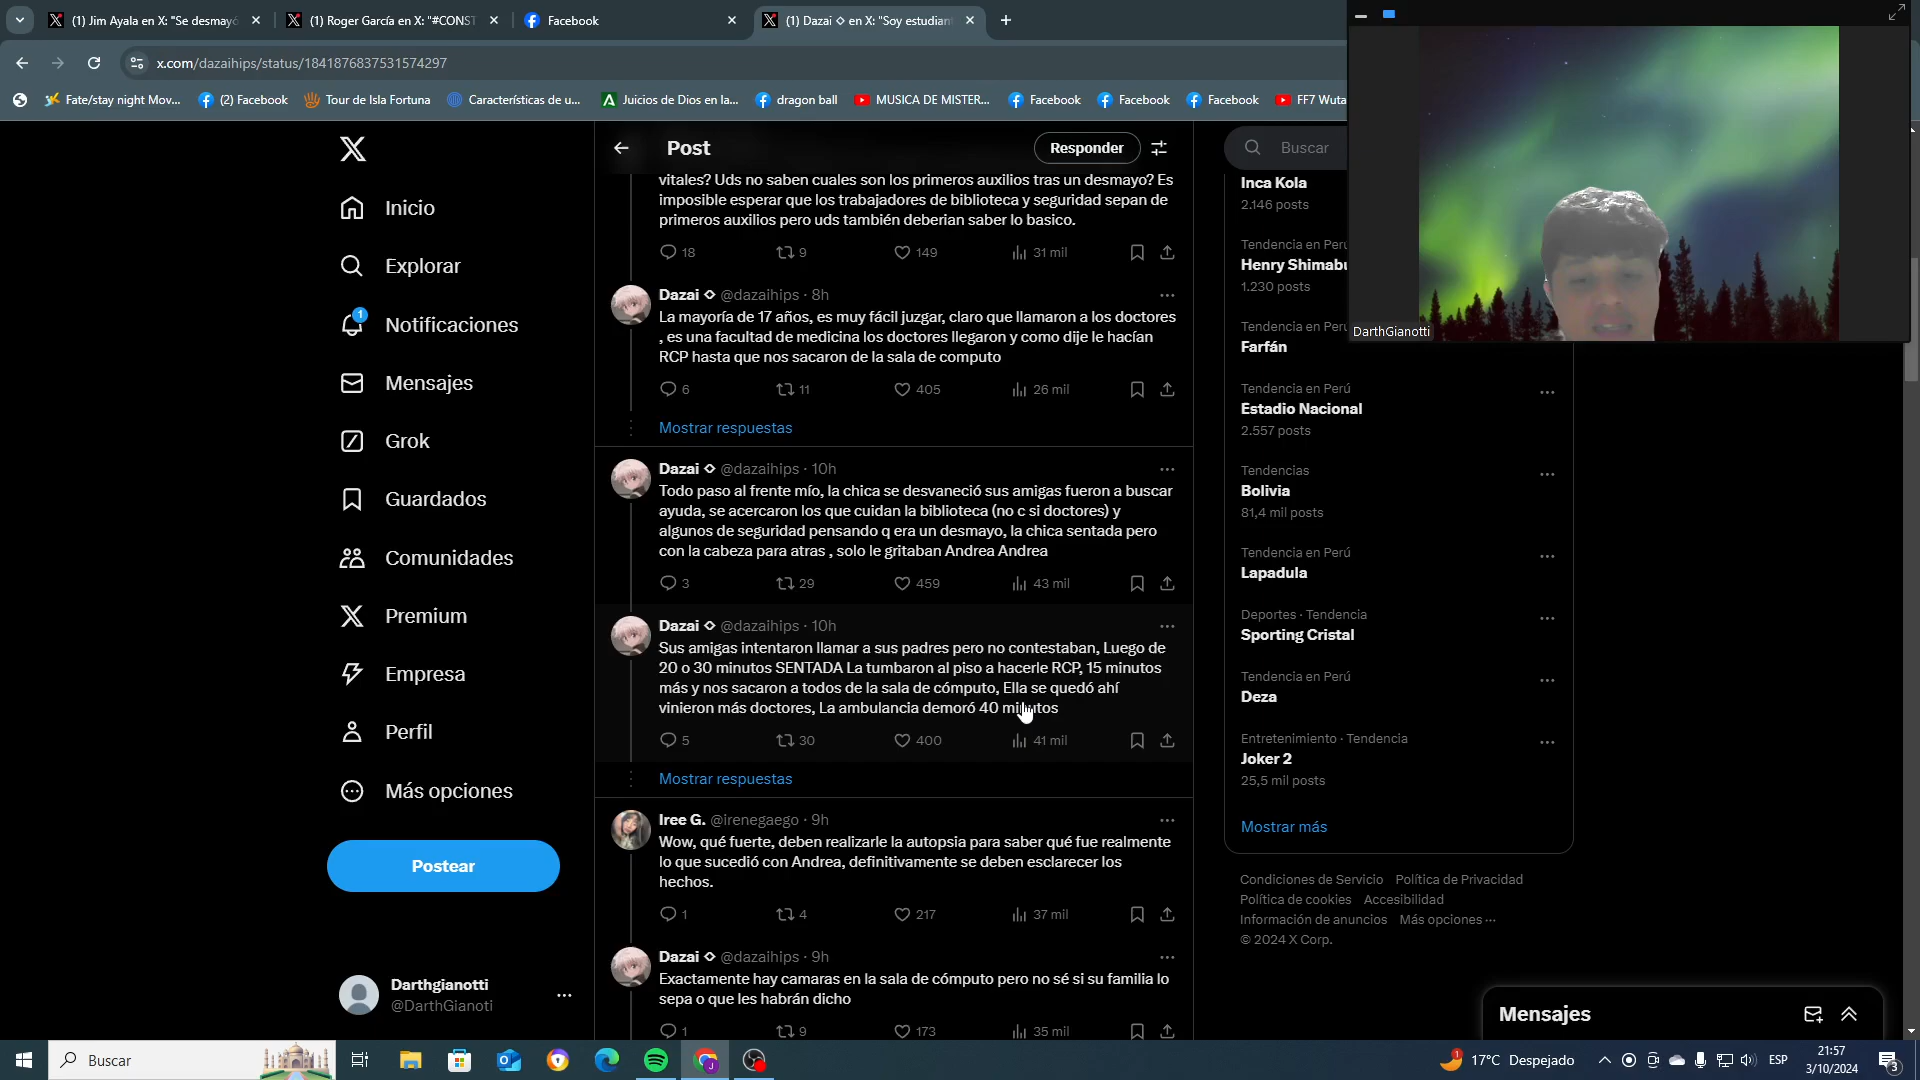 (1) Jim Ayala en X: "Se desmayó
(1) Roger García en X: "#CONST
Facebook
(1) Dazai ◇ en X: "Soy estudian
x.com/dazaihips/status/1841876837531574297
Fate/stay night Mov...
(2) Facebook
Tour de Isla Fortuna
Características de u...
Juicios de Dios en la...
dragon ball
MUSICA DE MISTER...
Facebook
Facebook
Facebook
FF7 Wuta
DarthGianotti
Inicio
Explorar
1
Notificaciones
Mensajes
Grok
Guardados
Comunidades
Premium
Empresa
Perfil
Más opciones
Postear
Darthgianotti
@DarthGianoti
Post
Responder
vitales? Uds no saben cuales son los primeros auxilios tras un desmayo? Es
imposible esperar que los trabajadores de biblioteca y seguridad sepan de
primeros auxilios pero uds también deberian saber lo basico.
18 9 149 31 mil
Dazai ◇ @dazaihips · 8h
La mayoría de 17 años, es muy fácil juzgar, claro que llamaron a los doctores
, es una facultad de medicina los doctores llegaron y como dije le hacían
RCP hasta que nos sacaron de la sala de computo
6 11 405 26 mil
Mostrar respuestas
Dazai ◇ @dazaihips · 10h
Todo paso al frente mío, la chica se desvaneció sus amigas fueron a buscar
ayuda, se acercaron los que cuidan la biblioteca (no c si doctores) y
algunos de seguridad pensando q era un desmayo, la chica sentada pero
con la cabeza para atras , solo le gritaban Andrea Andrea
3 29 459 43 mil
Dazai ◇ @dazaihips · 10h
Sus amigas intentaron llamar a sus padres pero no contestaban, Luego de
20 o 30 minutos SENTADA La tumbaron al piso a hacerle RCP, 15 minutos
más y nos sacaron a todos de la sala de cómputo, Ella se quedó ahí
vinieron más doctores, La ambulancia demoró 40 minutos
5 30 400 41 mil
Mostrar respuestas
Iree G. @irenegaego · 9h
Wow, qué fuerte, deben realizarle la autopsia para saber qué fue realmente
lo que sucedió con Andrea, definitivamente se deben esclarecer los
hechos.
1 4 217 37 mil
Dazai ◇ @dazaihips · 9h
Exactamente hay camaras en la sala de cómputo pero no sé si su familia lo
sepa o que les habrán dicho
1 9 173 35 mil
Buscar
Inca Kola
2.146 posts
Tendencia en Perú
Henry Shimabu
1.230 posts
Tendencia en Perú
Farfán
Tendencia en Perú
Estadio Nacional
2.557 posts
Tendencias
Bolivia
81,4 mil posts
Tendencia en Perú
Lapadula
Deportes · Tendencia
Sporting Cristal
Tendencia en Perú
Deza
Entretenimiento · Tendencia
Joker 2
25,5 mil posts
Mostrar más
Condiciones de Servicio Política de Privacidad
Política de cookies Accesibilidad
Información de anuncios Más opciones ···
© 2024 X Corp.
Mensajes
Buscar
1
17°C Despejado
ESP
21:57
3/10/2024
3